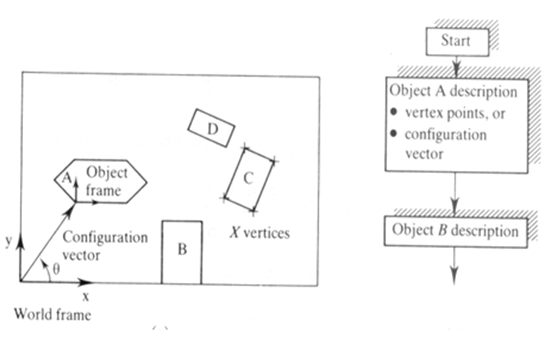 D
A Object
frame
C
Configuration
vector
B
X vertices
y
θ
x
World frame
Start
Object A description
• vertex points, or
• configuration
vector
Object B description